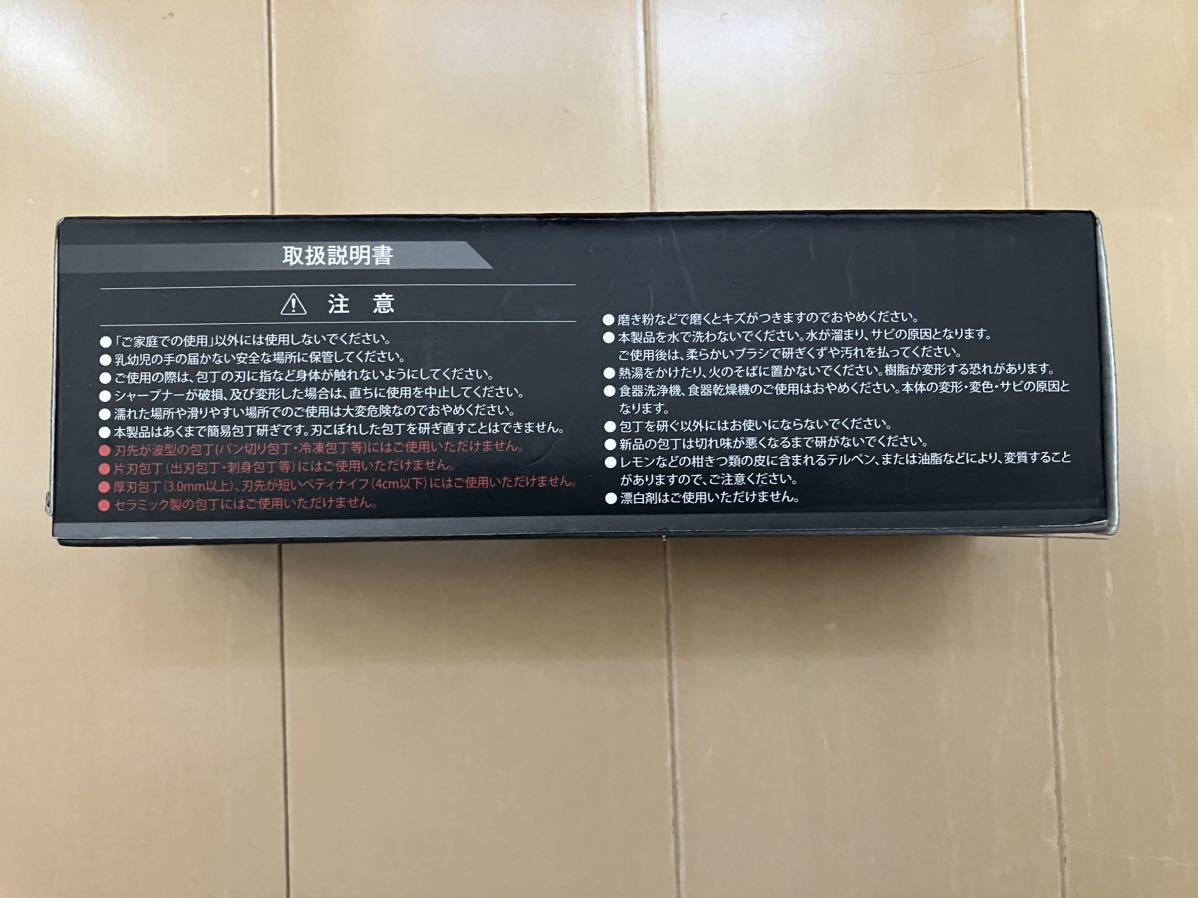 取扱説明書
注 意
●「ご家庭での使用」以外には使用しないでください。
●乳幼児の手の届かない安全な場所に保管してください。
●ご使用の際は、包丁の刃に指など身体が触れないようにしてください。
●シャープナーが破損、及び変形した場合は、直ちに使用を中止してください。
●濡れた場所や滑りやすい場所でのご使用は大変危険なのでおやめください。
●本製品はあくまで簡易包丁研ぎです。刃こぼれした包丁を研ぎ直すことはできません。
●刃先が波型の包丁(パン切り包丁・冷凍包丁等)にはご使用いただけません。
●片刃包丁(出刃包丁・刺身包丁等)にはご使用いただけません。
●厚刃包丁(3.0mm以上)、刃先が短いペティナイフ(4cm以下)にはご使用いただけません。
●セラミック製の包丁にはご使用いただけません。
●磨き粉などで磨くとキズがつきますのでおやめください。
●本製品を水で洗わないでください。水が溜まり、サビの原因となります。
ご使用後は、柔らかいブラシで研ぎくずや汚れを払ってください。
●熱湯をかけたり、火のそばに置かないでください。樹脂が変形する恐れがあります。
●食器洗浄機、食器乾燥機のご使用はおやめください。本体の変形・変色・サビの原因と
なります。
●包丁を研ぐ以外にはお使いにならないでください。
●新品の包丁は切れ味が悪くなるまで研がないでください。
●レモンなどの柑きつ類の皮に含まれるテルペン、または油脂などにより、変質すること
がありますので、ご注意ください。
●漂白剤はご使用いただけません。